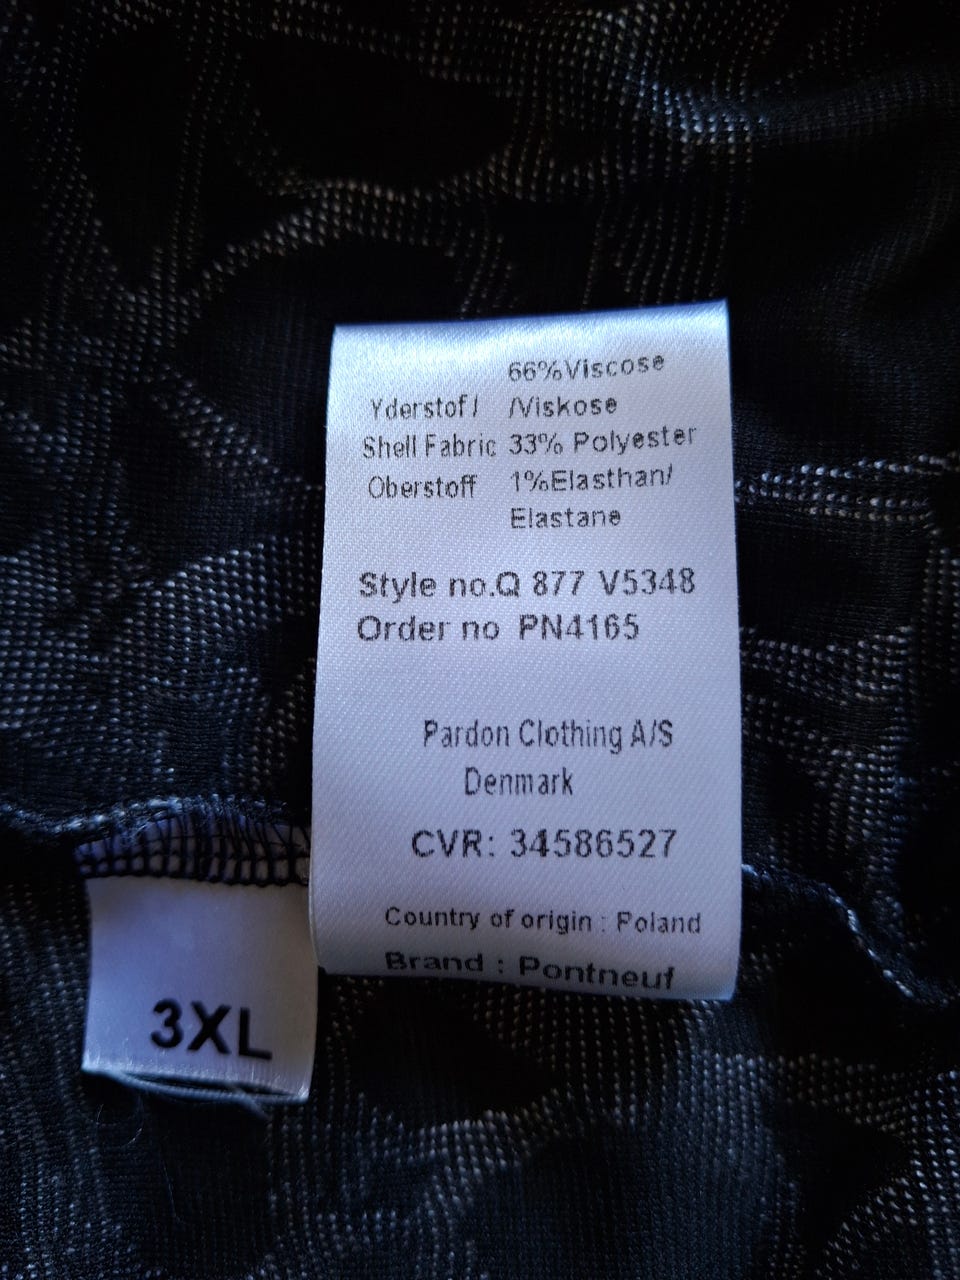 66%Viscose
Yderstof/ /Viskose
Shell Fabric 33% Polyester
Oberstoff 1%Elasthan/
Elastane
Style no.Q 877 V5348
Order no PN4165
Pardon Clothing A/S
Denmark
CVR: 34586527
Country of origin : Poland
Brand : Pontneuf
3XL